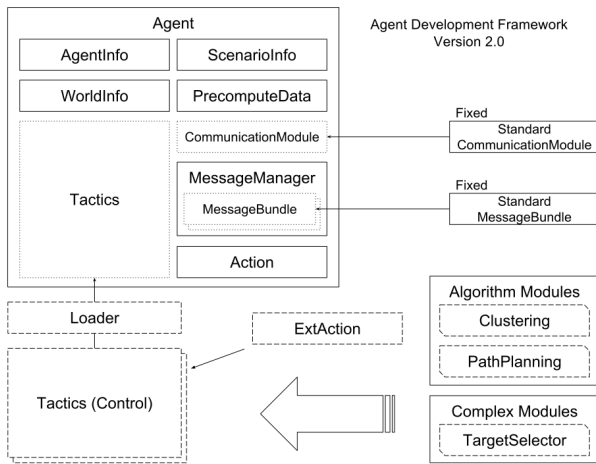 Agent
Agent Development Framework
Version 2.0
AgentInfo
ScenarioInfo
WorldInfo
PrecomputeData
Tactics
CommunicationModule
Fixed
Standard
CommunicationModule
MessageManager
MessageBundle
Fixed
Standard
MessageBundle
Action
Loader
ExtAction
Tactics (Control)
Algorithm Modules
Clustering
PathPlanning
Complex Modules
TargetSelector